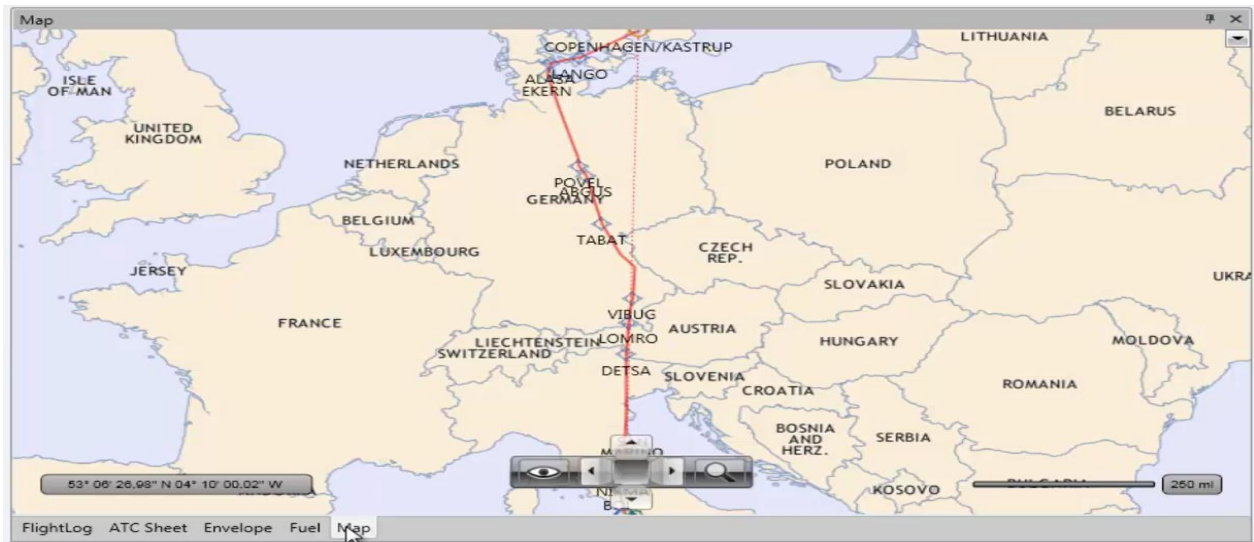 Map
LITHUANIA
COPENHAGEN/KASTRUP
LANGO
ALASA
EKERN
ISLE
OF MAN
BELARUS
UNITED
KINGDOM
NETHERLANDS
POLAND
POVEL
ABGUS
GERMANY
BELGIUM
TABAT
LUXEMBOURG
CZECH
REP.
JERSEY
UKRA
SLOVAKIA
VIBUG
FRANCE
AUSTRIA
LIECHTENSTEIN
LOMRO
HUNGARY
MOLDOVA
SWITZERLAND
DETSA
SLOVENIA
CROATIA
ROMANIA
BOSNIA
AND
HERZ.
SERBIA
53° 06' 26,98" N 04° 10' 00.02" W
KOSOVO
BULGARIA
250 mi
FlightLog ATC Sheet Envelope Fuel Map